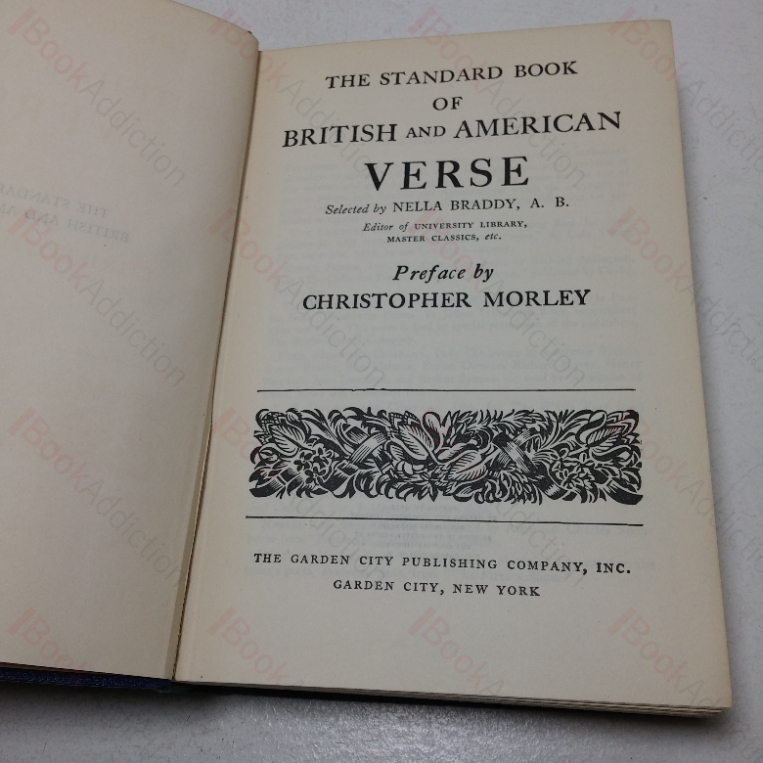 THE STANDARD BOOK
OF
BRITISH AND AMERICAN
VERSE
Selected by NELLA BRADDY, A. B.
Editor of UNIVERSITY LIBRARY,
MASTER CLASSICS, etc.
Preface by
CHRISTOPHER MORLEY
THE GARDEN CITY PUBLISHING COMPANY, INC.
GARDEN CITY, NEW YORK
BookAddiction